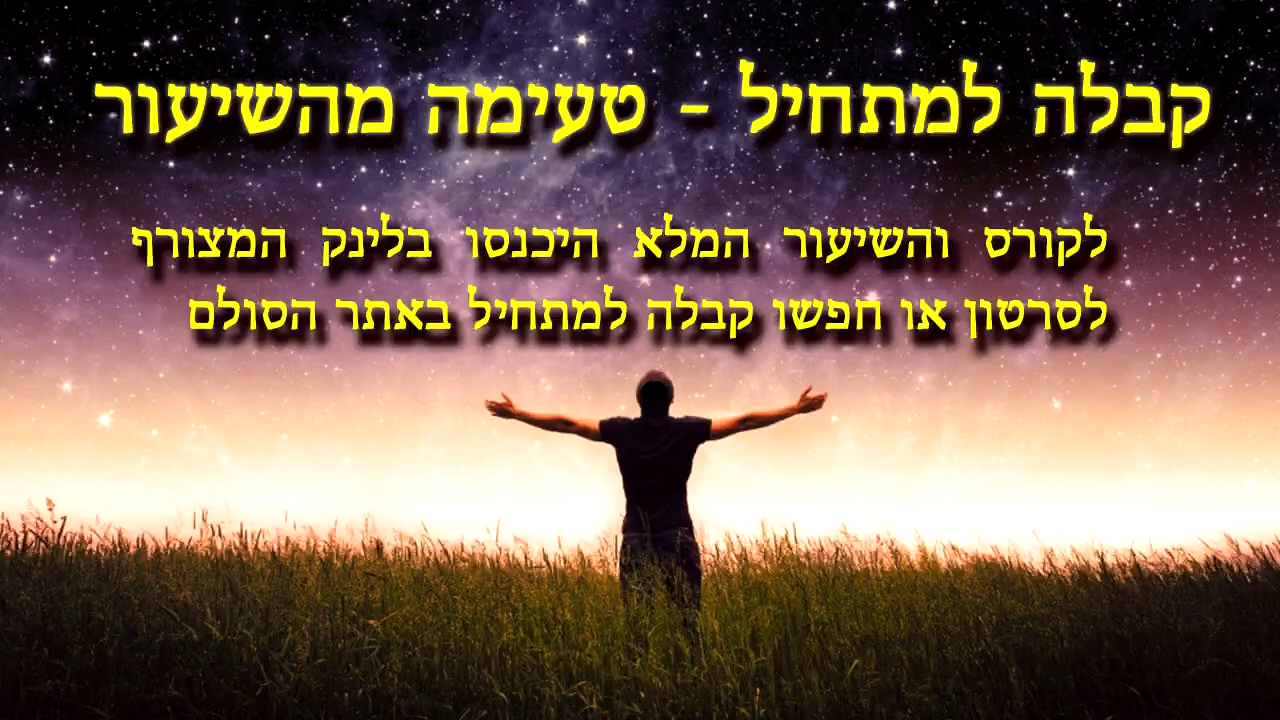 קבלה למתחיל - טעימה מהשיעור
לקורס והשיעור המלא היכנסו בלינק המצורף
לסרטון או חפשו קבלה למתחיל באתר הסולם